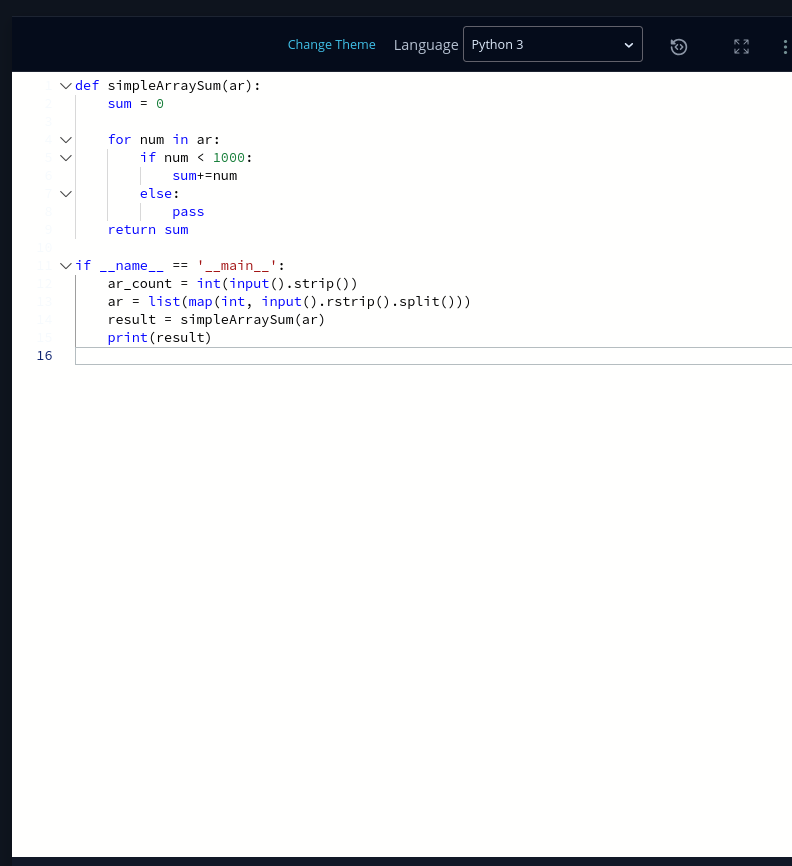 Change Theme Language Python 3
1 def simpleArraySum(ar):
2 sum = 0
3
4 for num in ar:
5 if num < 1000:
6 sum+=num
7 else:
8 pass
9 return sum
10
11 if __name__ == '__main__':
12 ar_count = int(input().strip())
13 ar = list(map(int, input().rstrip().split()))
14 result = simpleArraySum(ar)
15 print(result)
16